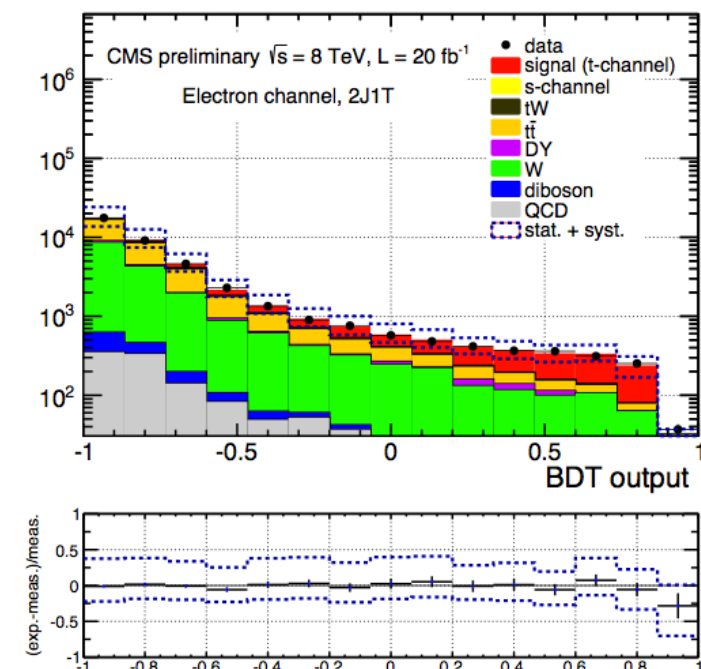 CMS preliminary √s = 8 TeV, L = 20 fb⁻¹
Electron channel, 2J1T
data
signal (t-channel)
s-channel
tW
tt̄
DY
W
diboson
QCD
stat. + syst.
10⁶
10⁵
10⁴
10³
10²
-1 -0.5 0 0.5 1
BDT output
(exp.-meas.)/meas.
1
0.5
0
-0.5
-1
-1 -0.8 -0.6 -0.4 -0.2 0 0.2 0.4 0.6 0.8 1